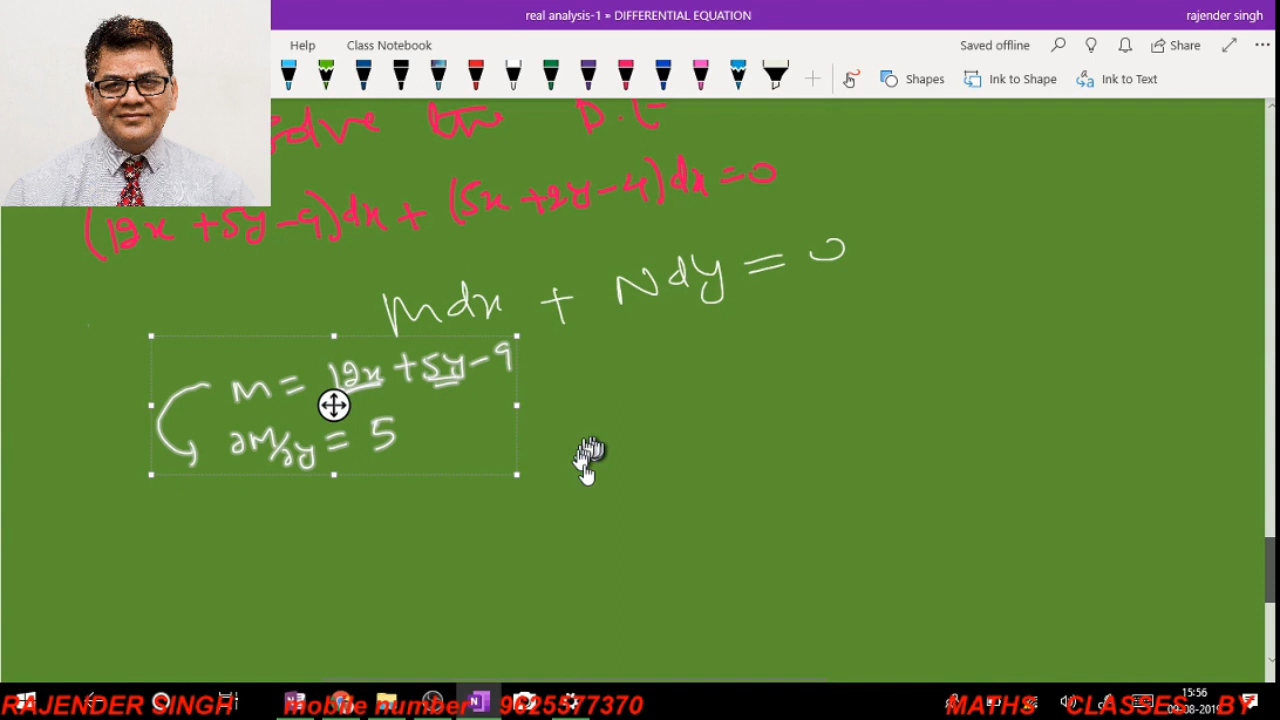 real analysis-1 » DIFFERENTIAL EQUATION
rajender singh
Help
Class Notebook
Saved offline
Share
Shapes
Ink to Shape
Ink to Text
the D.E
(12x+5y-9)dx + (5x+2y-4)dx=0
Mdx + Ndy = 0
M = 12x+5y-9
∂M/∂y = 5
15:56
RAJENDER SINGH mobile number 9625577370 MATHS CLASSES BY